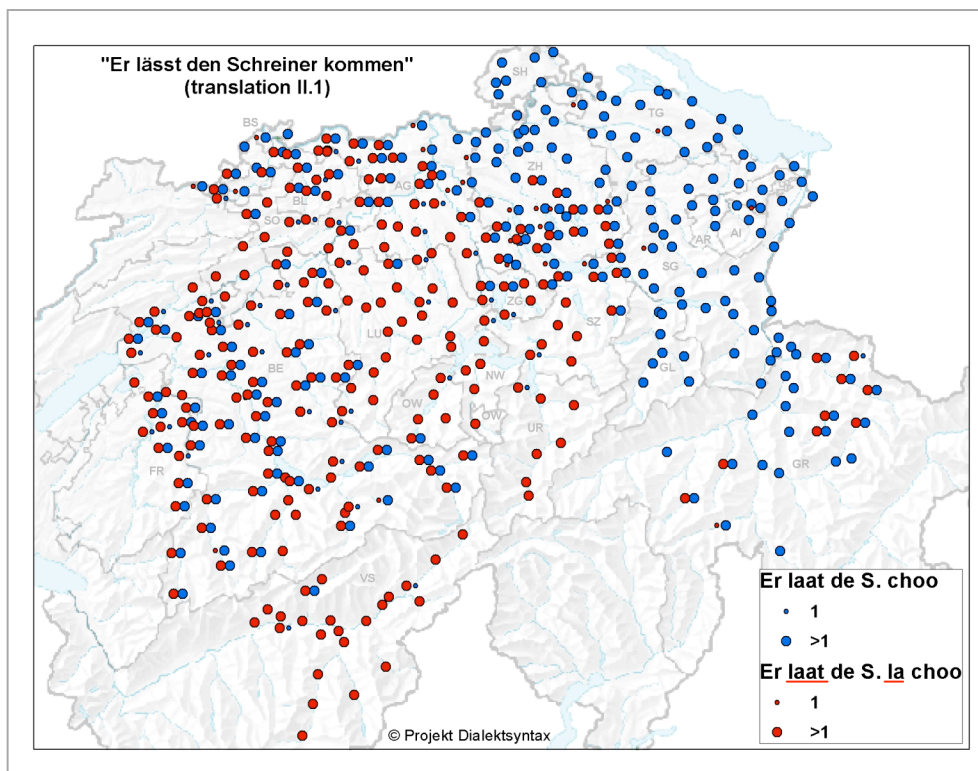 "Er lässt den Schreiner kommen"
(translation II.1)
SH
BS
TG
ZH
AG
BL
SO
AR
AI
SG
ZG
LU
SZ
BE
GL
NW
OW
OW
UR
FR
GR
VS
Er laat de S. choo
1
>1
Er laat de S. la choo
1
>1
© Projekt Dialektsyntax